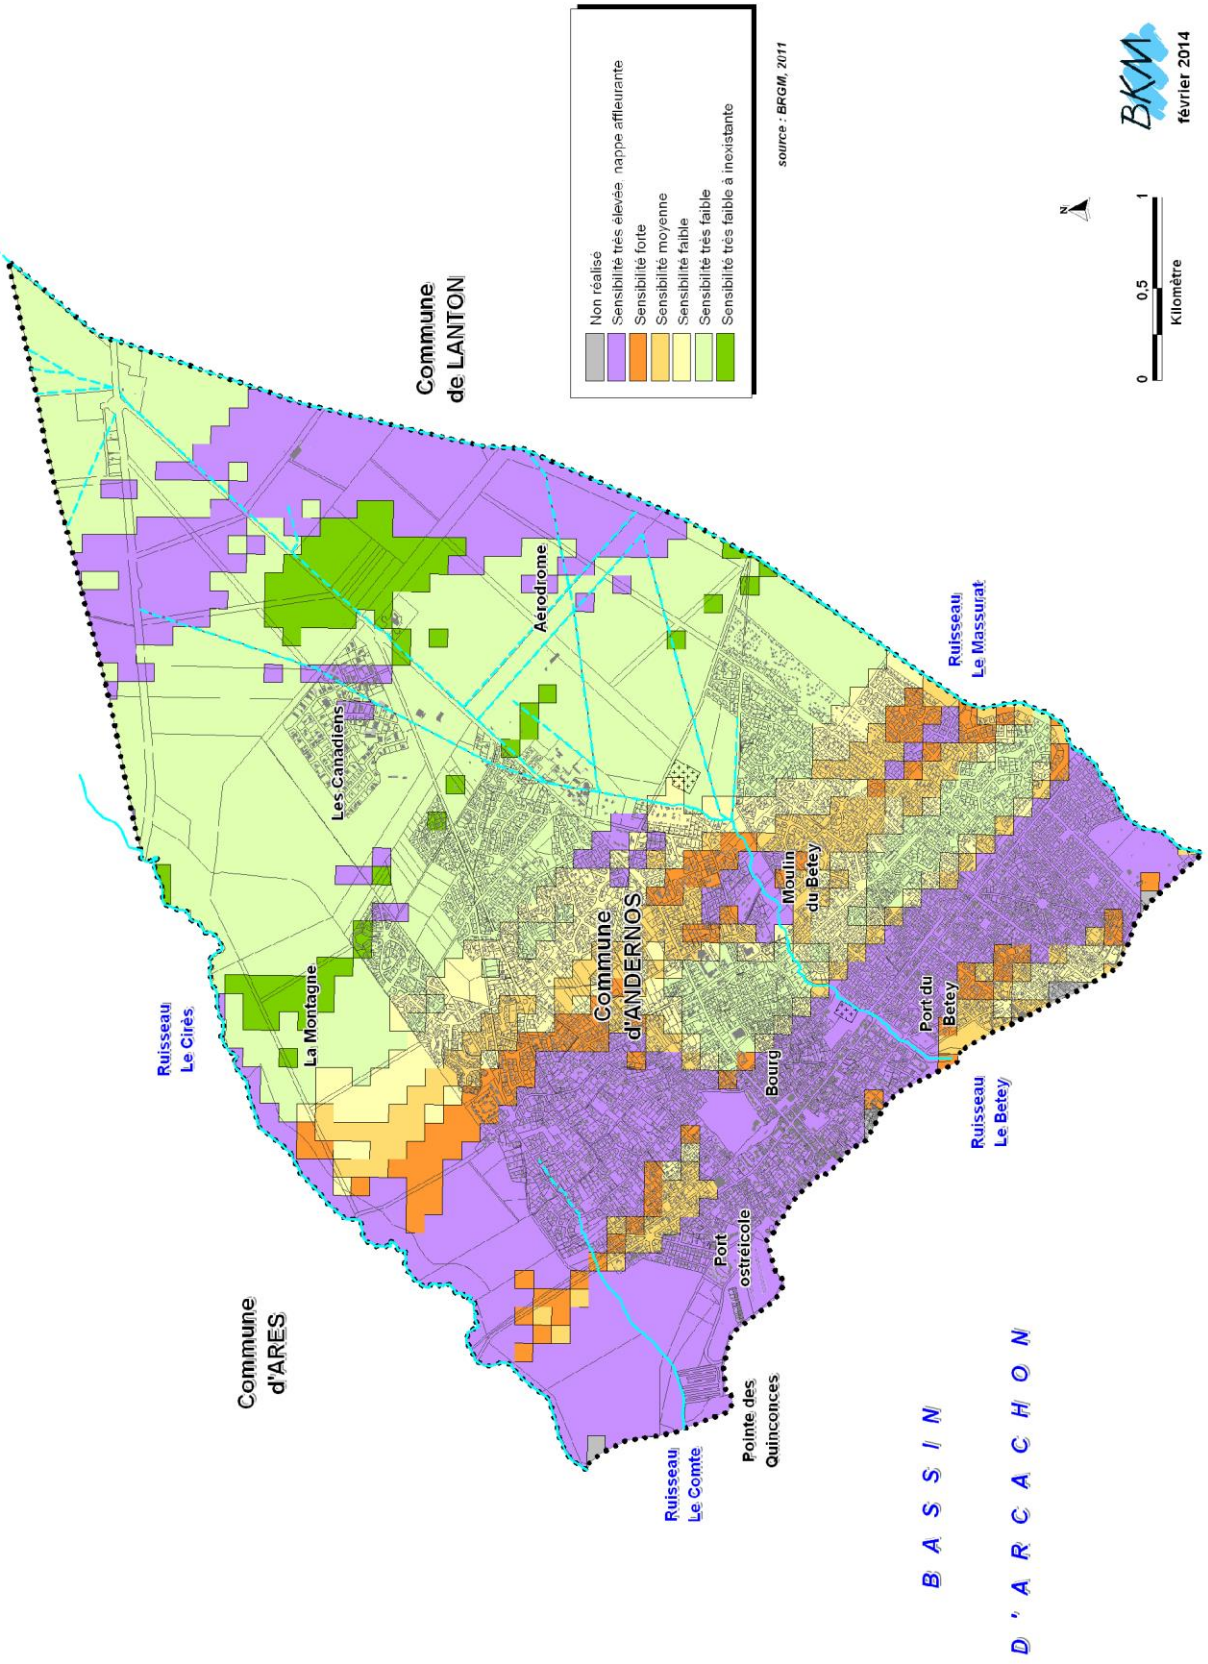 Commune
de LANTON
Non réalisé
Sensibilité très élevée, nappe affleurante
Sensibilité forte
Sensibilité moyenne
Sensibilité faible
Sensibilité très faible
Sensibilité très faible à inexistante
source : BRGM, 2011
BKM
février 2014
N
0
0,5
1
Kilomètre
Ruisseau
Le Cirès
La Montagne
Les Canadiens
Aérodrome
Commune
d'ARES
Commune
d'ANDERNOS
Moulin
du Betey
Ruisseau
Le Massurat
Bourg
Port du
Betey
Ruisseau
Le Betey
Port
ostréicole
Pointe des
Quinconces
Ruisseau
Le Comte
BASSIN
D'ARCACHON